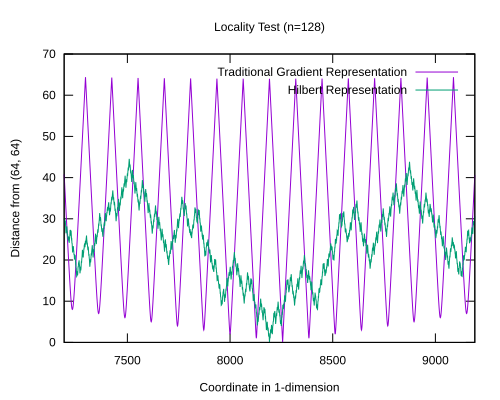 Locality Test (n=128)
70
60
50
40
30
20
10
0
Distance from (64, 64)
Traditional Gradient Representation
Hilbert Representation
7500 8000 8500 9000
Coordinate in 1-dimension